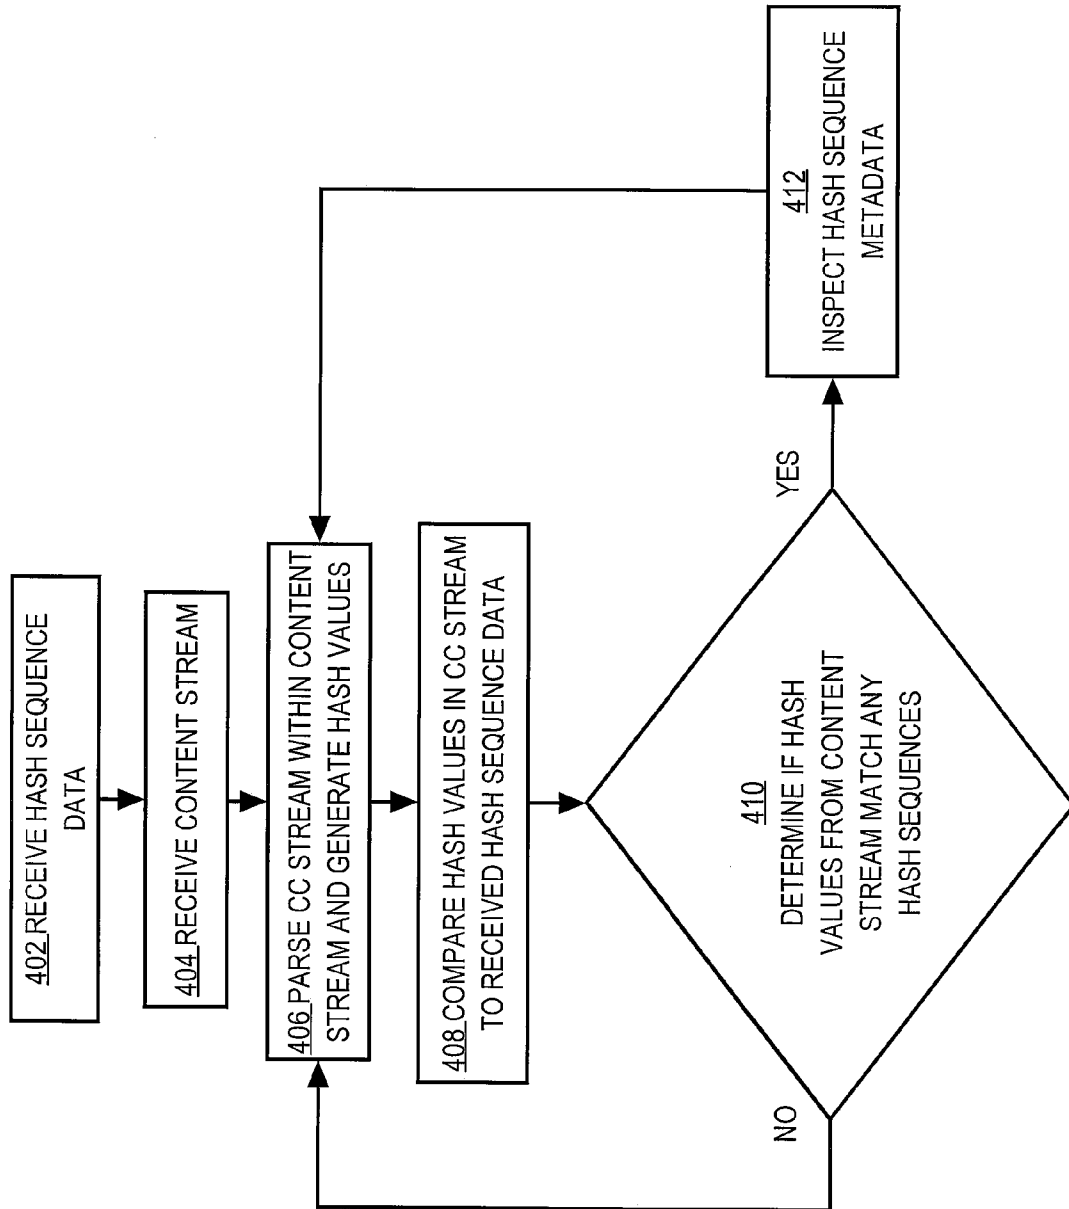 402 RECEIVE HASH SEQUENCE
DATA
404 RECEIVE CONTENT STREAM
406 PARSE CC STREAM WITHIN CONTENT
STREAM AND GENERATE HASH VALUES
408 COMPARE HASH VALUES IN CC STREAM
TO RECEIVED HASH SEQUENCE DATA
410
DETERMINE IF HASH
VALUES FROM CONTENT
STREAM MATCH ANY
HASH SEQUENCES
NO
YES
412
INSPECT HASH SEQUENCE
METADATA